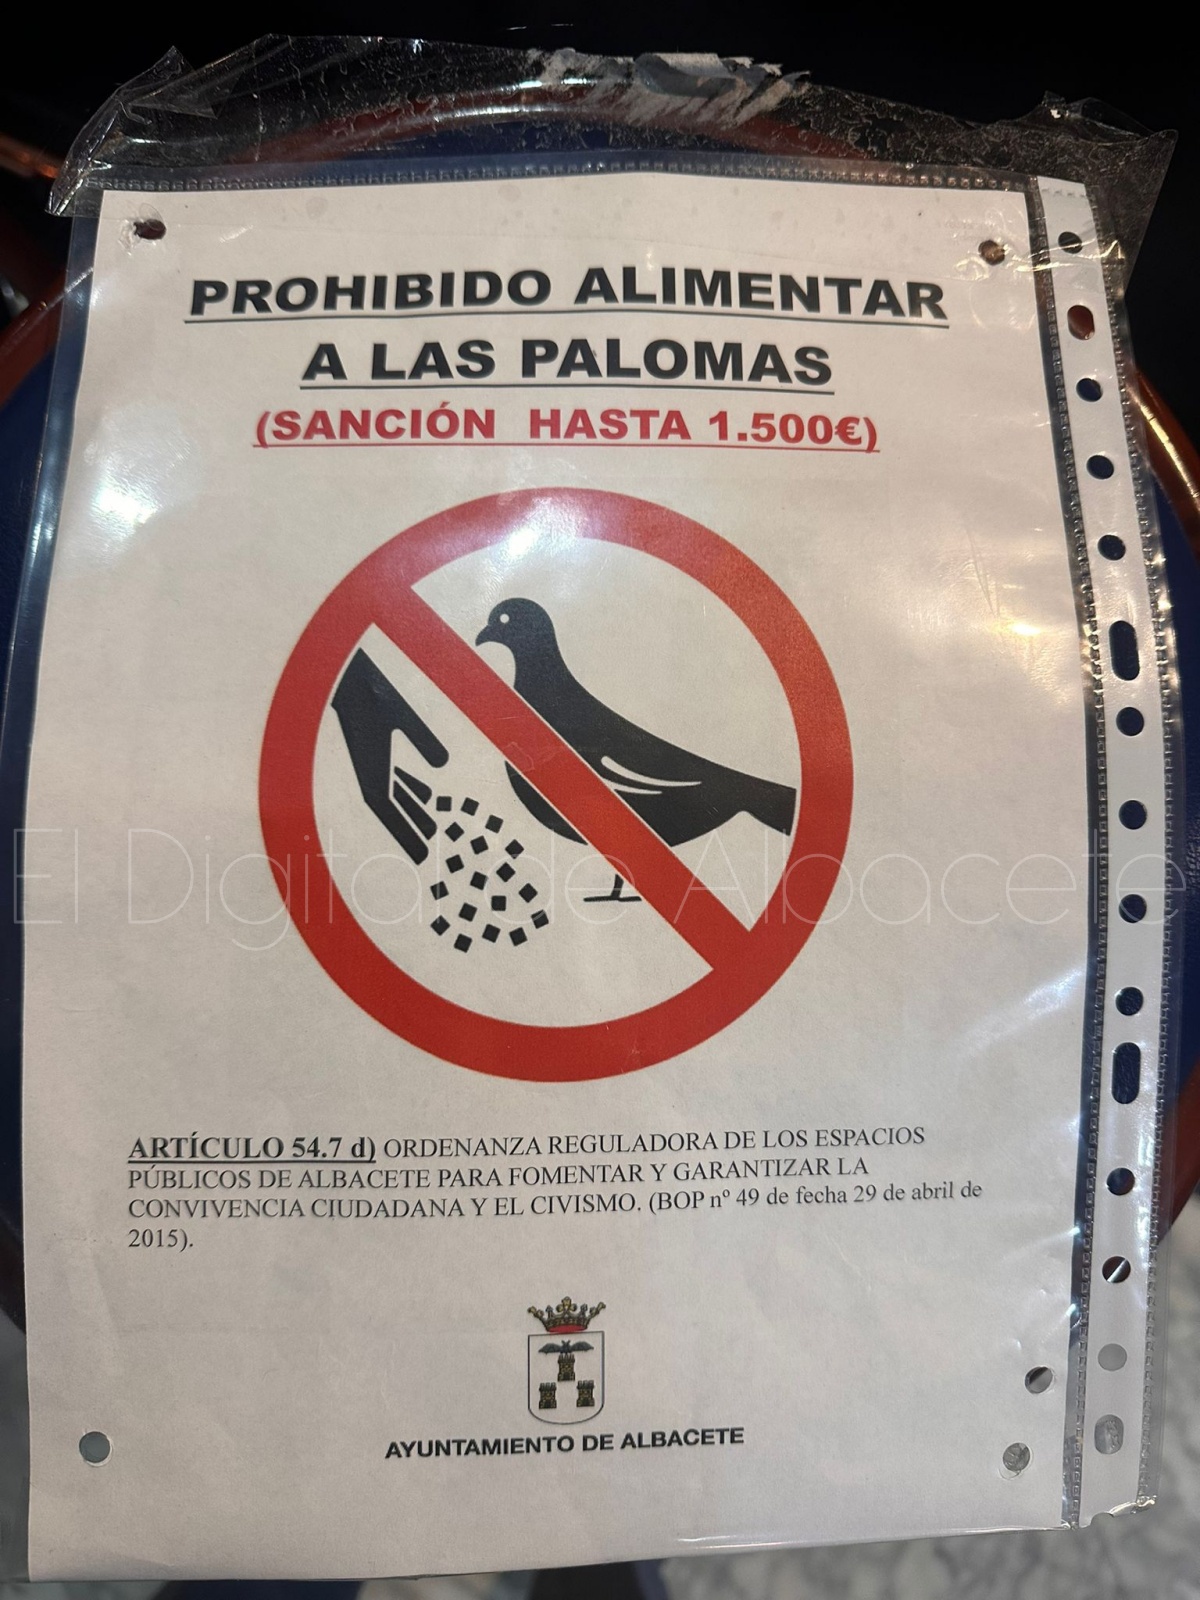 PROHIBIDO ALIMENTAR
A LAS PALOMAS
(SANCIÓN HASTA 1.500€)
El Digital de Albacete
ARTÍCULO 54.7 d) ORDENANZA REGULADORA DE LOS ESPACIOS
PÚBLICOS DE ALBACETE PARA FOMENTAR Y GARANTIZAR LA
CONVIVENCIA CIUDADANA Y EL CIVISMO. (BOP nº 49 de fecha 29 de abril de
2015).
AYUNTAMIENTO DE ALBACETE